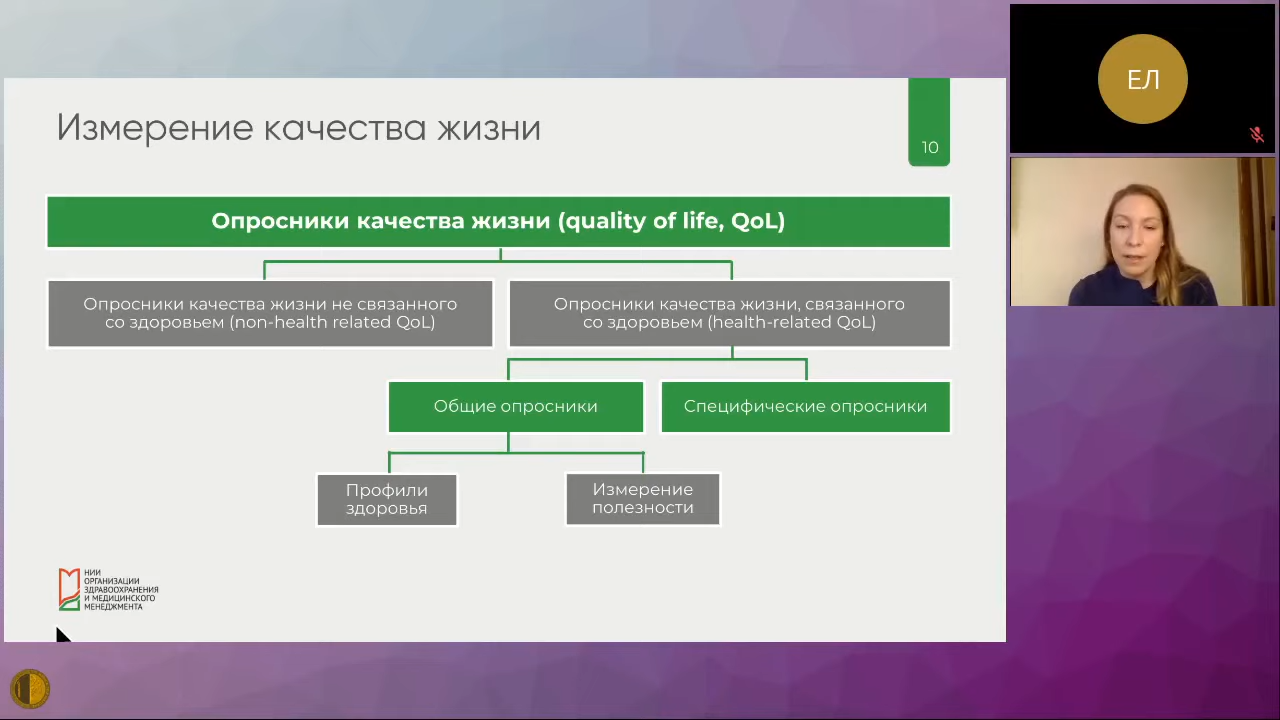 Измерение качества жизни
10
Опросники качества жизни (quality of life, QoL)
Опросники качества жизни не связанного
со здоровьем (non-health related QoL)
Опросники качества жизни, связанного
со здоровьем (health-related QoL)
Общие опросники
Специфические опросники
Профили
здоровья
Измерение
полезности
НИИ
ОРГАНИЗАЦИИ
ЗДРАВООХРАНЕНИЯ
И МЕДИЦИНСКОГО
МЕНЕДЖМЕНТА
ЕЛ